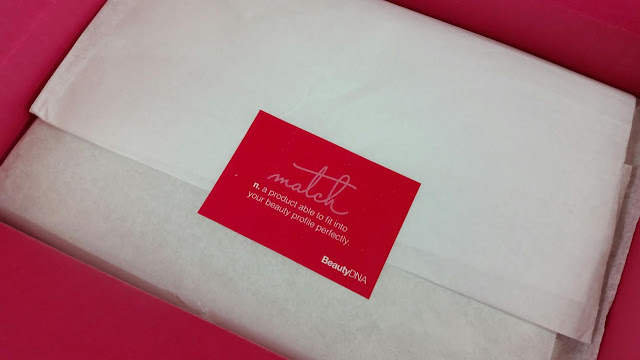 match
n. a product able to fit into
your beauty profile perfectly.
BeautyDNA